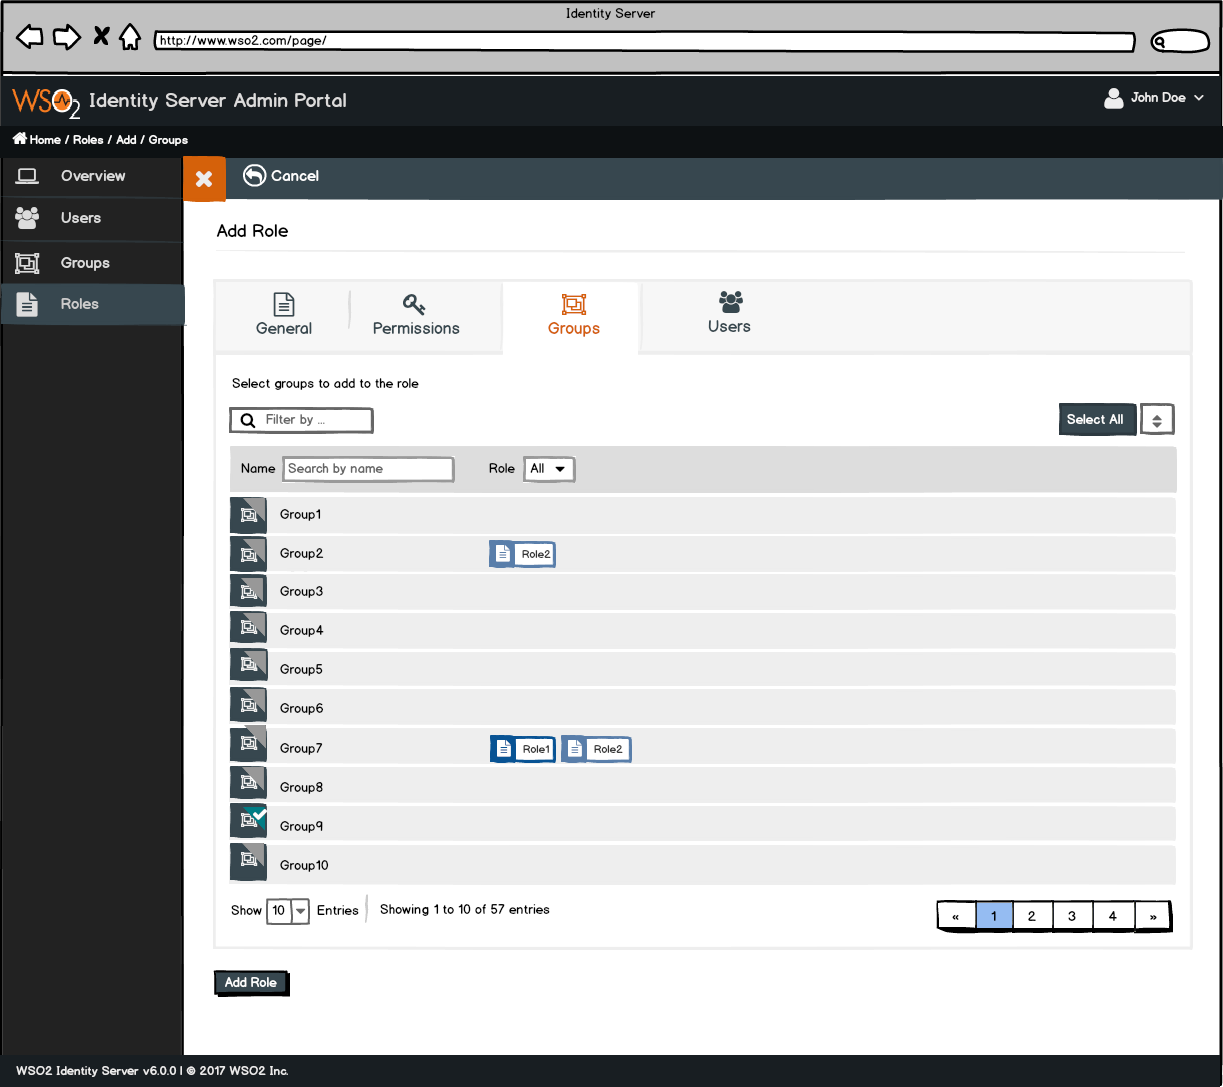 Identity Server
http://www.wso2.com/page/
WSO2 Identity Server Admin Portal
John Doe
Home / Roles / Add / Groups
Overview
Users
Groups
Roles
Cancel
Add Role
General
Permissions
Groups
Users
Select groups to add to the role
Filter by ...
Select All
Name Search by name Role All
Group1
Group2 Role2
Group3
Group4
Group5
Group6
Group7 Role1 Role2
Group8
Group9
Group10
Show 10 Entries Showing 1 to 10 of 57 entries « 1 2 3 4 »
Add Role
WSO2 Identity Server v6.0.0 | © 2017 WSO2 Inc.